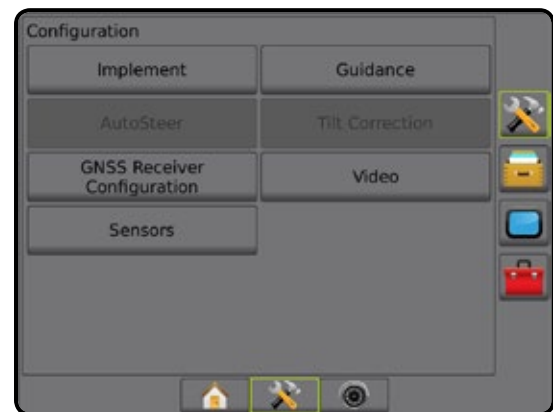 Configuration
Implement
Guidance
AutoSteer
Tilt Correction
GNSS Receiver
Configuration
Video
Sensors